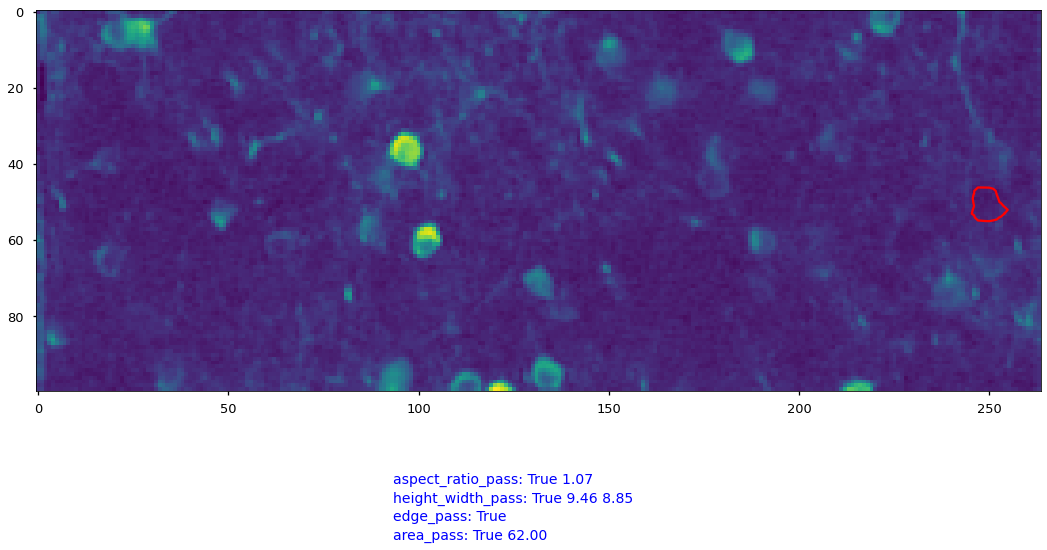 0
20
40
60
80
0 50 100 150 200 250
aspect_ratio_pass: True 1.07
height_width_pass: True 9.46 8.85
edge_pass: True
area_pass: True 62.00